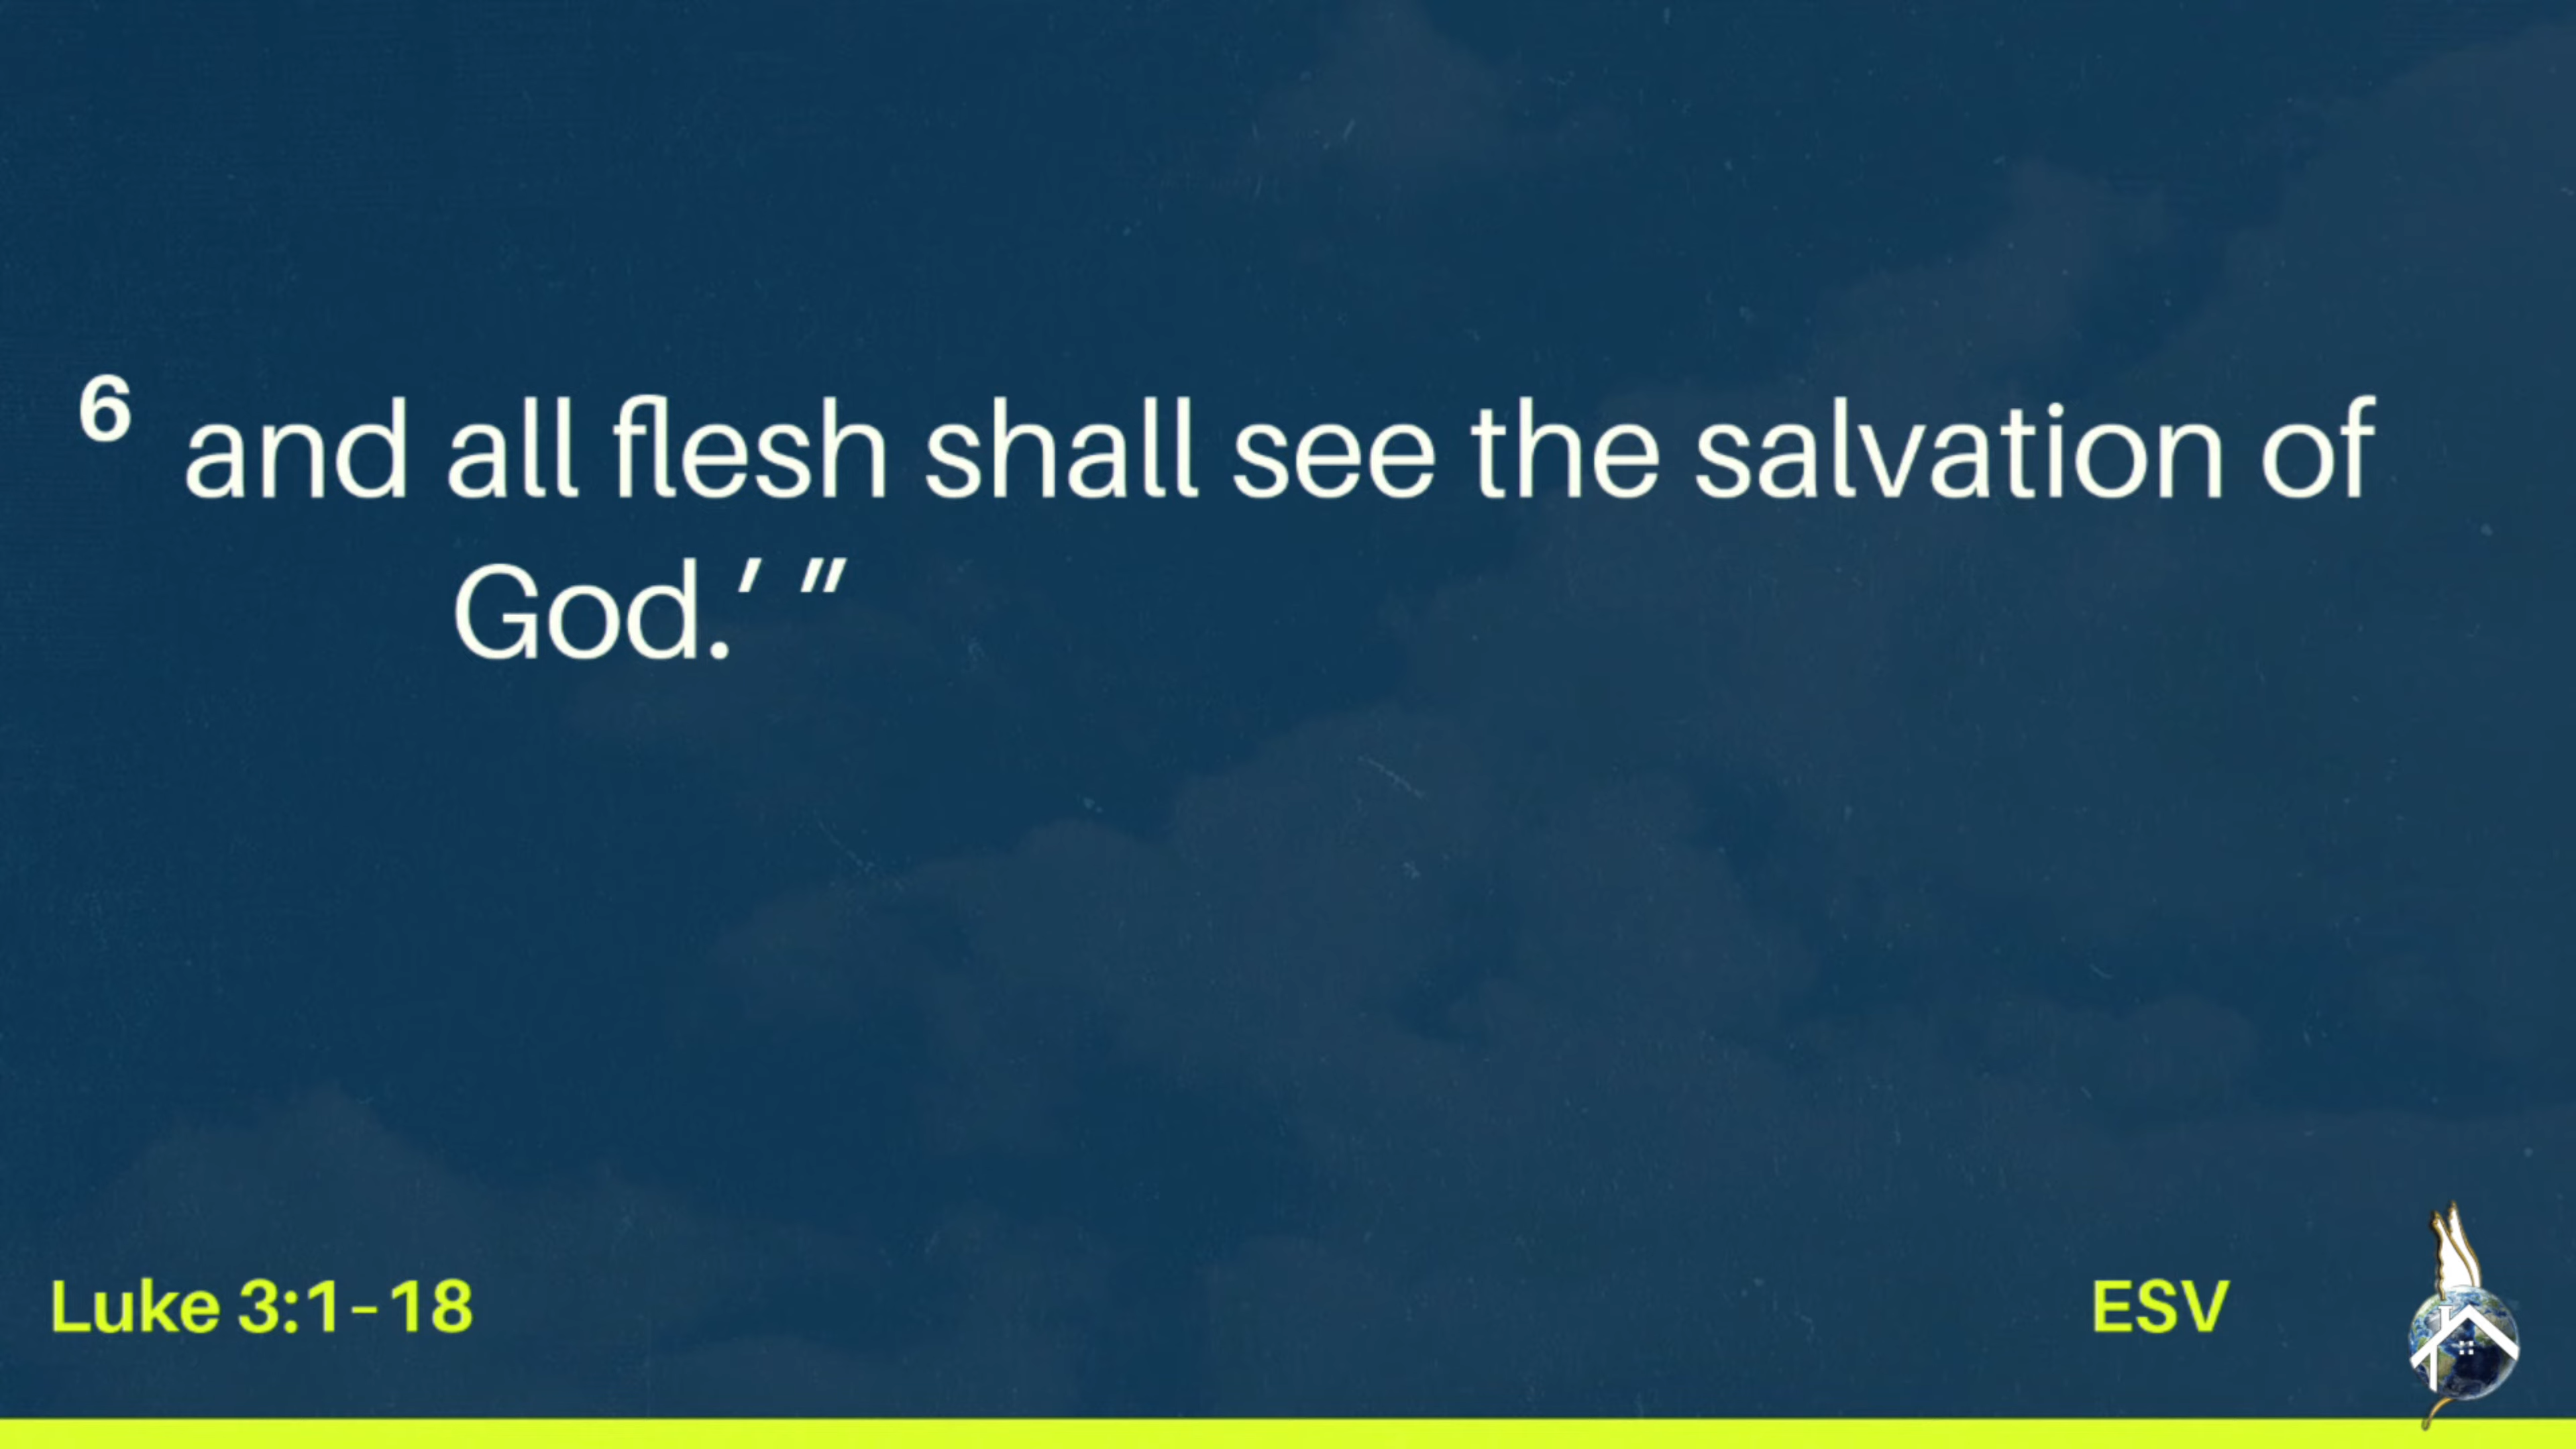 6 and all flesh shall see the salvation of
God.’ ”
Luke 3:1-18
ESV